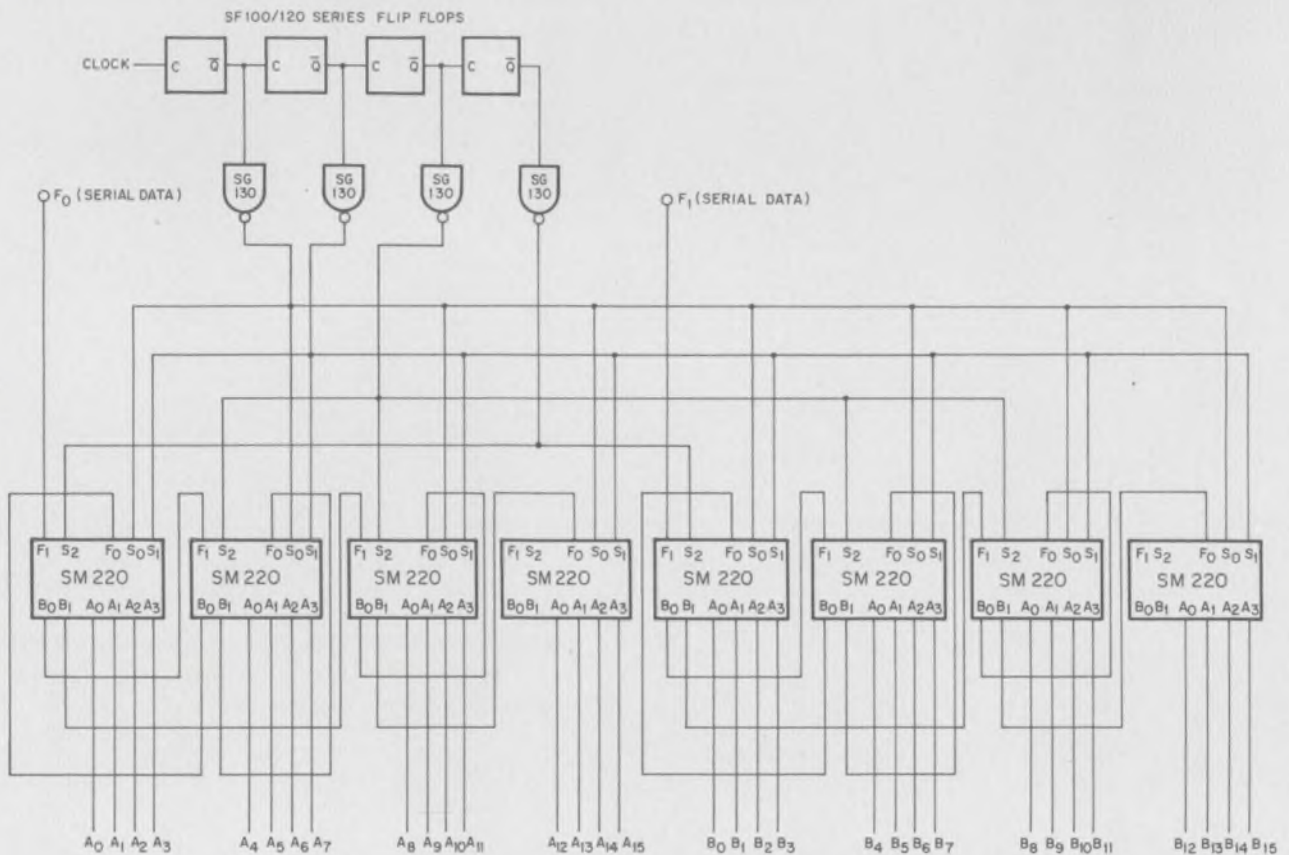 SF100/120 SERIES FLIP FLOPS
CLOCK C Q̅ C Q̅ C Q̅ C Q̅
SG 130 SG 130 SG 130 SG 130
F₀ (SERIAL DATA) F₁ (SERIAL DATA)
F₁ S₂ F₀ S₀ S₁ F₁ S₂ F₀ S₀ S₁ F₁ S₂ F₀ S₀ S₁ F₁ S₂ F₀ S₀ S₁ F₁ S₂ F₀ S₀ S₁ F₁ S₂ F₀ S₀ S₁ F₁ S₂ F₀ S₀ S₁ F₁ S₂ F₀ S₀ S₁
SM 220 SM 220 SM 220 SM 220 SM 220 SM 220 SM 220 SM 220
B₀ B₁ A₀ A₁ A₂ A₃ B₀ B₁ A₀ A₁ A₂ A₃ B₀ B₁ A₀ A₁ A₂ A₃ B₀ B₁ A₀ A₁ A₂ A₃ B₀ B₁ A₀ A₁ A₂ A₃ B₀ B₁ A₀ A₁ A₂ A₃ B₀ B₁ A₀ A₁ A₂ A₃ B₀ B₁ A₀ A₁ A₂ A₃
A₀ A₁ A₂ A₃ A₄ A₅ A₆ A₇ A₈ A₉ A₁₀ A₁₁ A₁₂ A₁₃ A₁₄ A₁₅ B₀ B₁ B₂ B₃ B₄ B₅ B₆ B₇ B₈ B₉ B₁₀ B₁₁ B₁₂ B₁₃ B₁₄ B₁₅